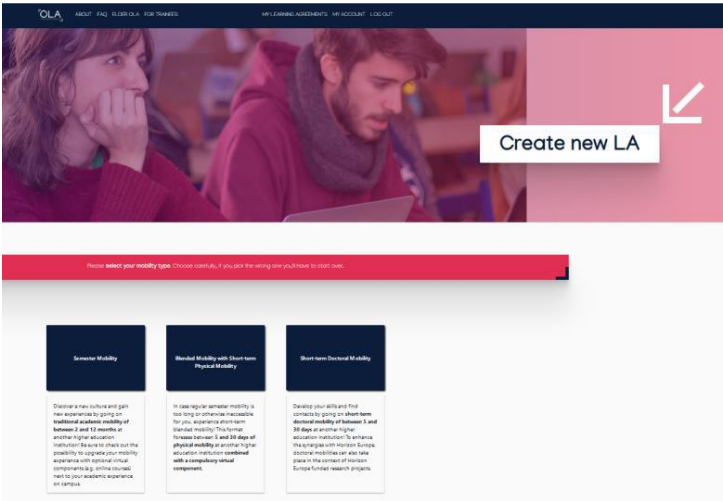 OLA ABOUT FAQ OLDER OLA FOR TRAINEES MY LEARNING AGREEMENTS MY ACCOUNT LOG OUT
Create new LA
Please select your mobility type. Choose carefully, if you pick the wrong one you'll have to start over.
Semester Mobility
Discover a new culture and gain
new experiences by going on
traditional academic mobility of
between 2 and 12 months at
another higher education
institution! Be sure to check out the
possibility to upgrade your mobility
experience with optional virtual
components (e.g. online courses)
next to your academic experience
on campus.
Blended Mobility with Short-term
Physical Mobility
In case regular semester mobility is
too long or otherwise inaccessible
for you, experience short-term
blended mobility! This format
foresees between 5 and 30 days of
physical mobility at another higher
education institution combined
with a compulsory virtual
component.
Short-term Doctoral Mobility
Develop your skills and find
contacts by going on short-term
doctoral mobility of between 5 and
30 days at another higher
education institution! To enhance
the synergies with Horizon Europe,
doctoral mobilities can also take
place in the context of Horizon
Europe funded research projects.